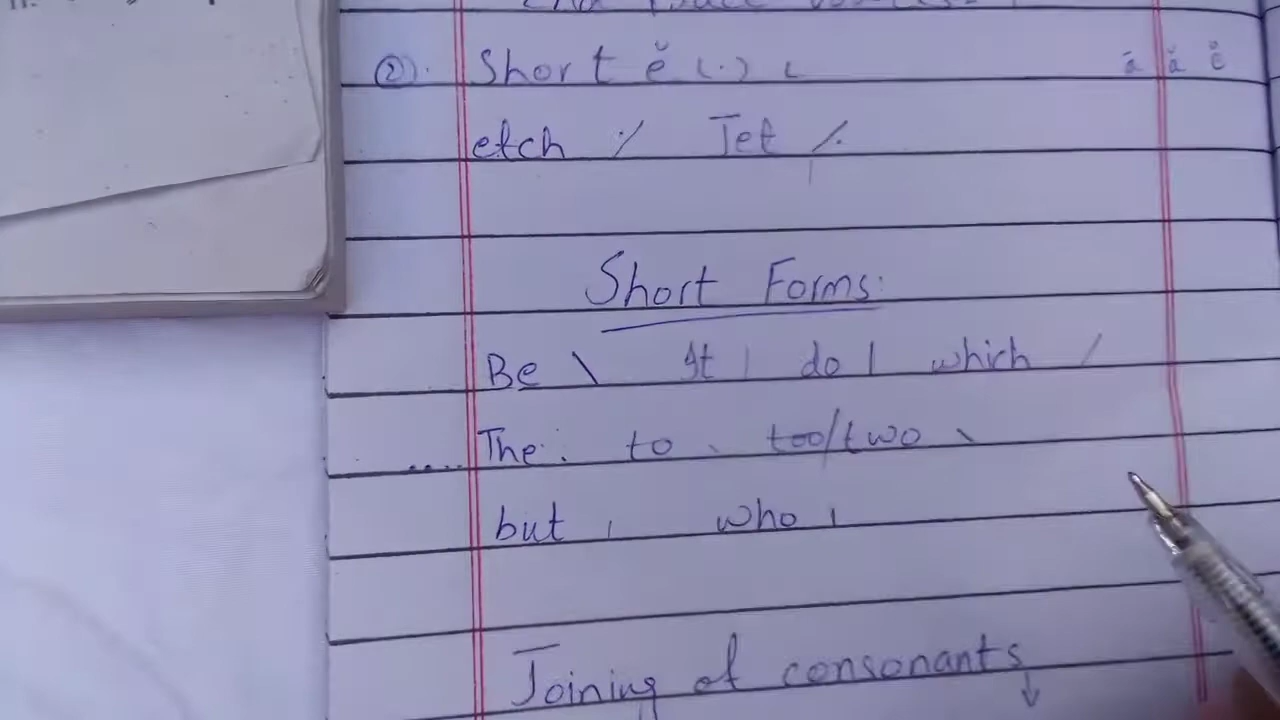 ② Short ĕ (.)
etch Jet
Short Forms:
Be It do which
The to too/two
but who
Joining of consonants